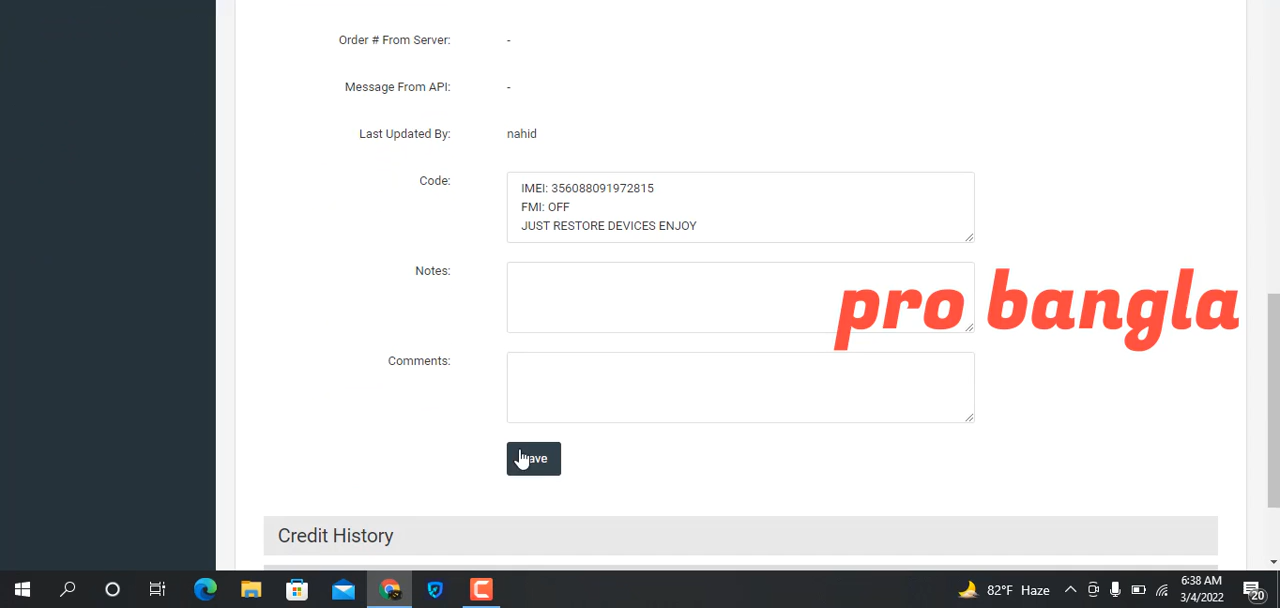 Order # From Server: -
Message From API: -
Last Updated By: nahid
Code: IMEI: 356088091972815
FMI: OFF
JUST RESTORE DEVICES ENJOY
Notes:
pro bangla
Comments:
ave
Credit History
82°F Haze
6:38 AM
3/4/2022
20